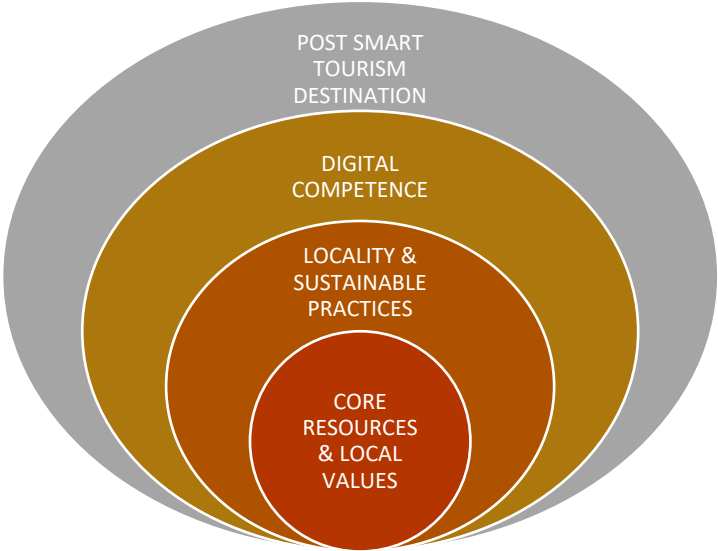 POST SMART
TOURISM
DESTINATION
DIGITAL
COMPETENCE
LOCALITY &
SUSTAINABLE
PRACTICES
CORE
RESOURCES
& LOCAL
VALUES